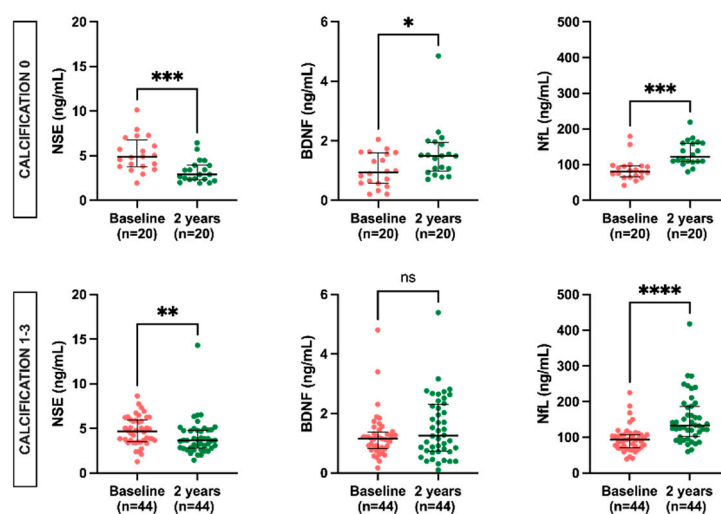 CALCIFICATION 0
NSE (ng/mL)
20
15
10
5
0
***
Baseline
(n=20)
2 years
(n=20)
BDNF (ng/mL)
6
4
2
0
*
Baseline
(n=20)
2 years
(n=20)
NfL (ng/mL)
500
400
300
200
100
0
***
Baseline
(n=20)
2 years
(n=20)
CALCIFICATION 1-3
NSE (ng/mL)
20
15
10
5
0
**
Baseline
(n=44)
2 years
(n=44)
BDNF (ng/mL)
6
4
2
0
ns
Baseline
(n=44)
2 years
(n=44)
NfL (ng/mL)
500
400
300
200
100
0
****
Baseline
(n=44)
2 years
(n=44)